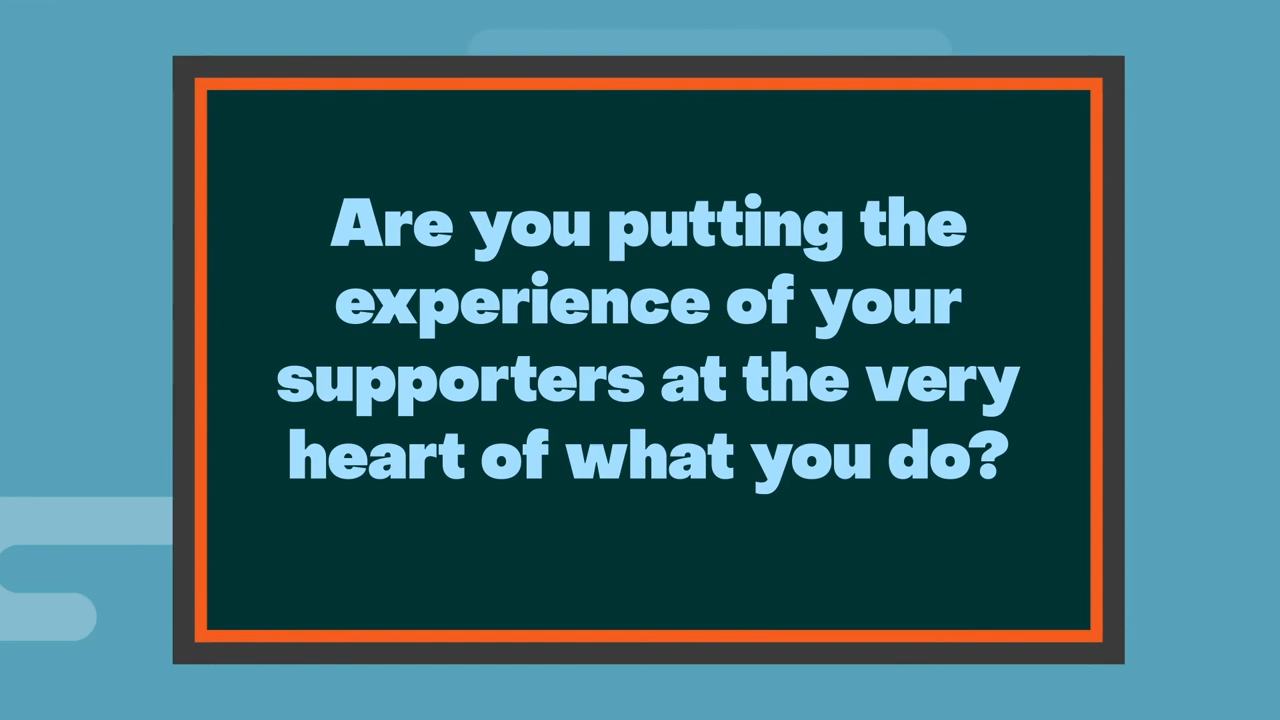 Are you putting the
experience of your
supporters at the very
heart of what you do?